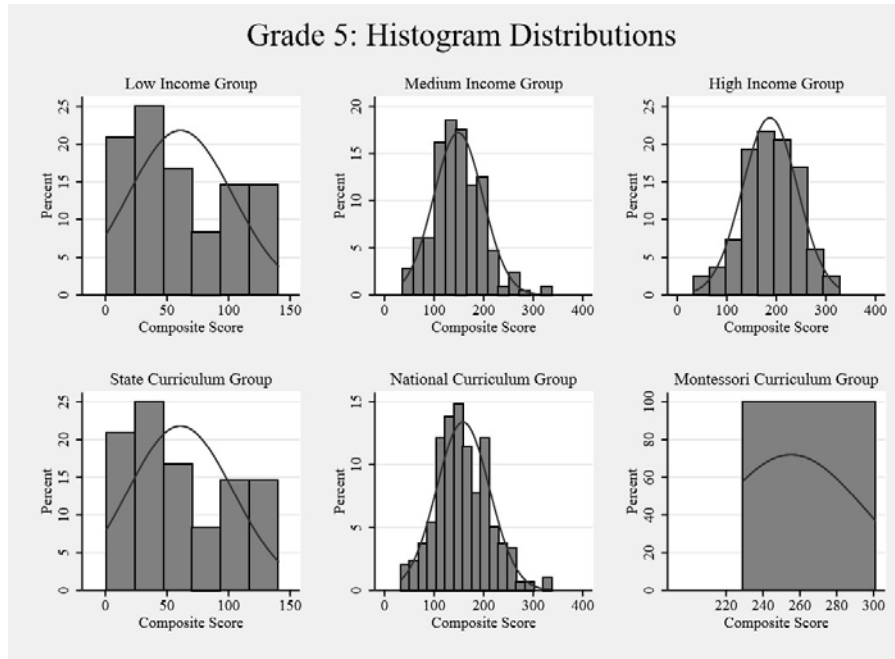 Grade 5: Histogram Distributions
Low Income Group
Percent
25
20
15
10
5
0
0 50 100 150
Composite Score
Medium Income Group
Percent
20
15
10
5
0
0 100 200 300 400
Composite Score
High Income Group
Percent
25
20
15
10
5
0
0 100 200 300 400
Composite Score
State Curriculum Group
Percent
25
20
15
10
5
0
0 50 100 150
Composite Score
National Curriculum Group
Percent
15
10
5
0
0 100 200 300 400
Composite Score
Montessori Curriculum Group
Percent
100
80
60
40
20
0
220 240 260 280 300
Composite Score